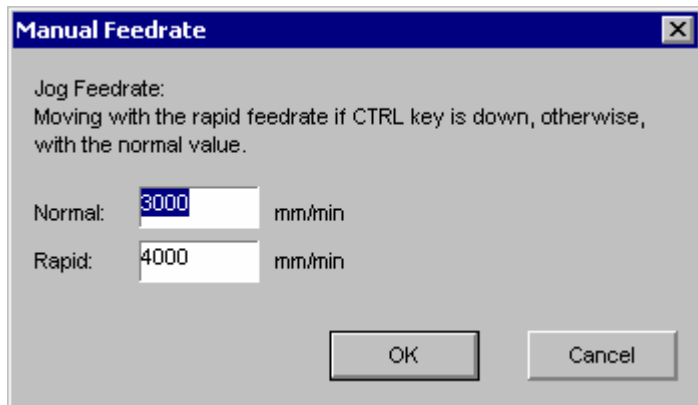 Manual Feedrate
Jog Feedrate:
Moving with the rapid feedrate if CTRL key is down, otherwise,
with the normal value.
Normal: 3000 mm/min
Rapid: 4000 mm/min
OK Cancel